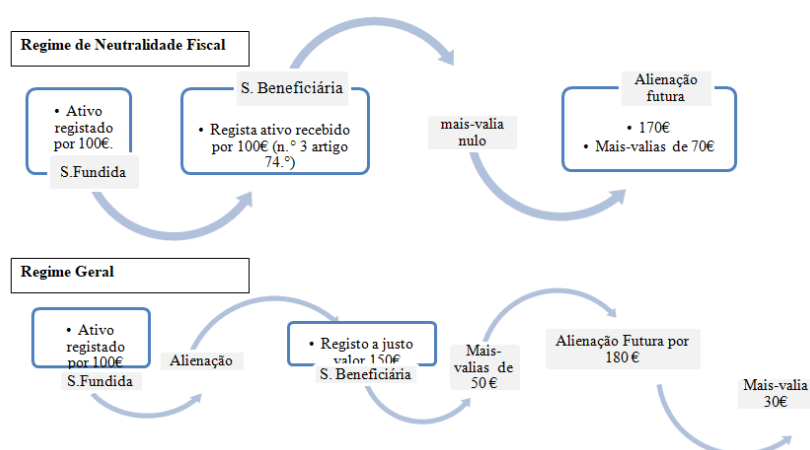 Regime de Neutralidade Fiscal
• Ativo
registado
por 100€.
S.Fundida
S. Beneficiária
• Regista ativo recebido
por 100€ (n.º 3 artigo
74.º)
mais-valia
nulo
Alienação
futura
• 170€
• Mais-valias de 70€
Regime Geral
• Ativo
registado
por 100€
S.Fundida
Alienação
• Registo a justo
valor 150€
S. Beneficiária
Mais-
valias de
50 €
Alienação Futura por
180 €
Mais-valia
30€